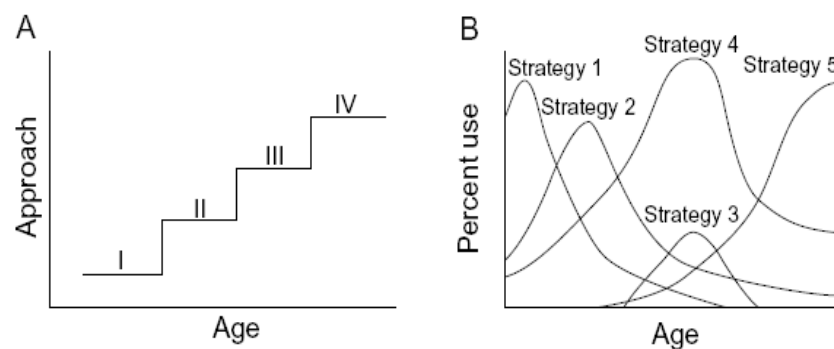 A
Approach
I
II
III
IV
Age
B
Percent use
Strategy 1
Strategy 2
Strategy 4
Strategy 3
Strategy 5
Age